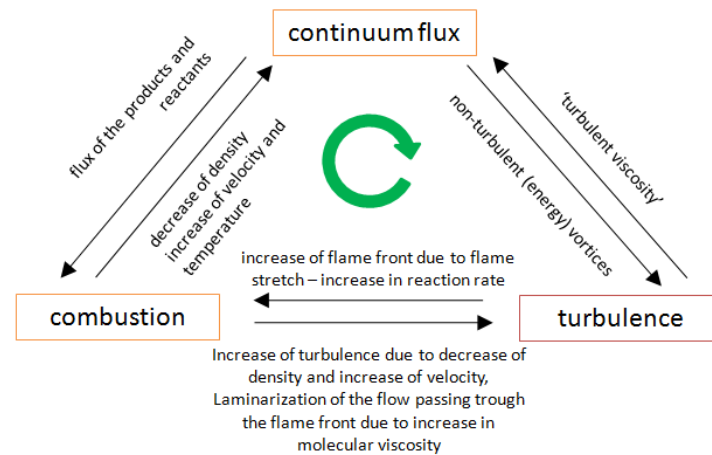 continuum flux
flux of the products and
reactants
decrease of density
increase of velocity and
temperature
'turbulent viscosity'
non-turbulent (energy) vortices
increase of flame front due to flame
stretch – increase in reaction rate
combustion
turbulence
Increase of turbulence due to decrease of
density and increase of velocity,
Laminarization of the flow passing trough
the flame front due to increase in
molecular viscosity